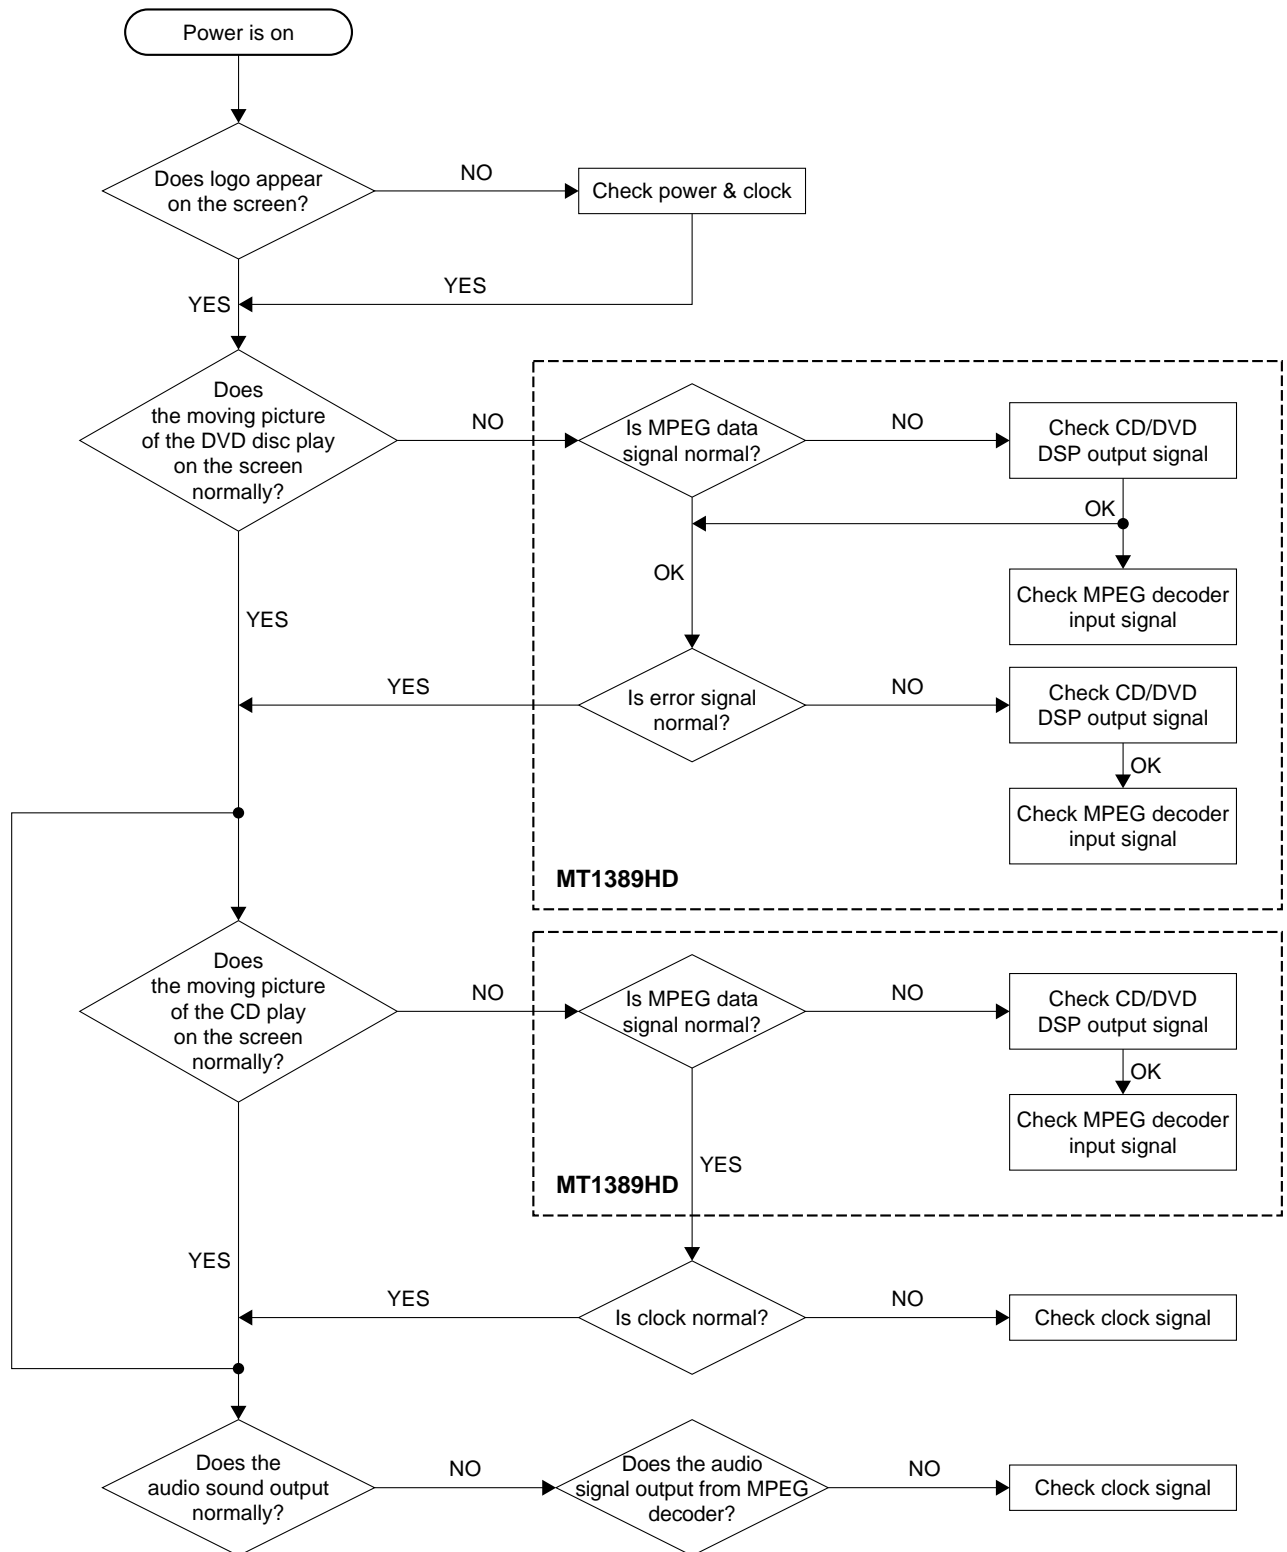 Power is on
Does logo appear
on the screen?
NO
Check power & clock
YES
YES
Does
the moving picture
of the DVD disc play
on the screen
normally?
NO
Is MPEG data
signal normal?
NO
Check CD/DVD
DSP output signal
OK
OK
Check MPEG decoder
input signal
YES
YES
Is error signal
normal?
NO
Check CD/DVD
DSP output signal
OK
Check MPEG decoder
input signal
MT1389HD
Does
the moving picture
of the CD play
on the screen
normally?
NO
Is MPEG data
signal normal?
NO
Check CD/DVD
DSP output signal
OK
Check MPEG decoder
input signal
YES
MT1389HD
YES
YES
Is clock normal?
NO
Check clock signal
Does the
audio sound output
normally?
NO
Does the audio
signal output from MPEG
decoder?
NO
Check clock signal